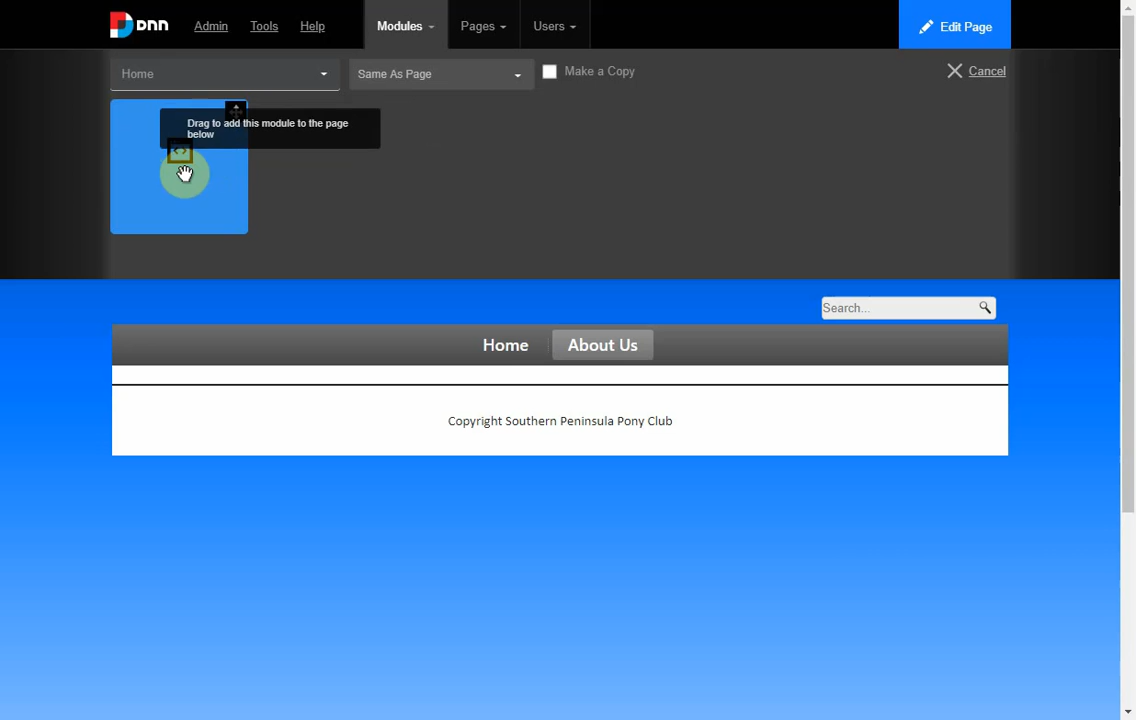 DNN Admin Tools Help Modules Pages Users Edit Page
Home Same As Page Make a Copy Cancel
Drag to add this module to the page
below
Search...
Home About Us
Copyright Southern Peninsula Pony Club